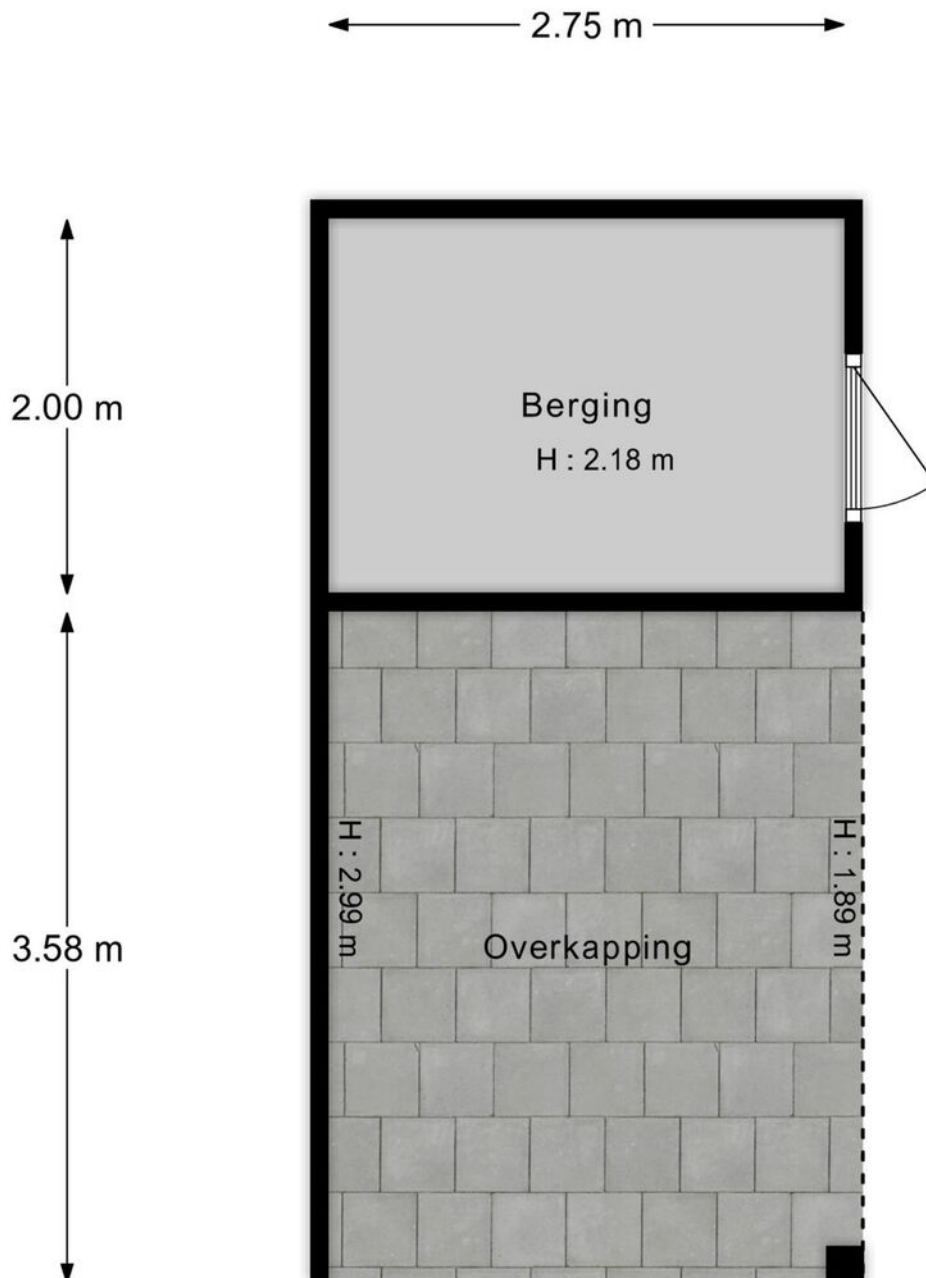 2.75 m
2.00 m
Berging
H : 2.18 m
3.58 m
H : 2.99 m
Overkapping
H : 1.89 m